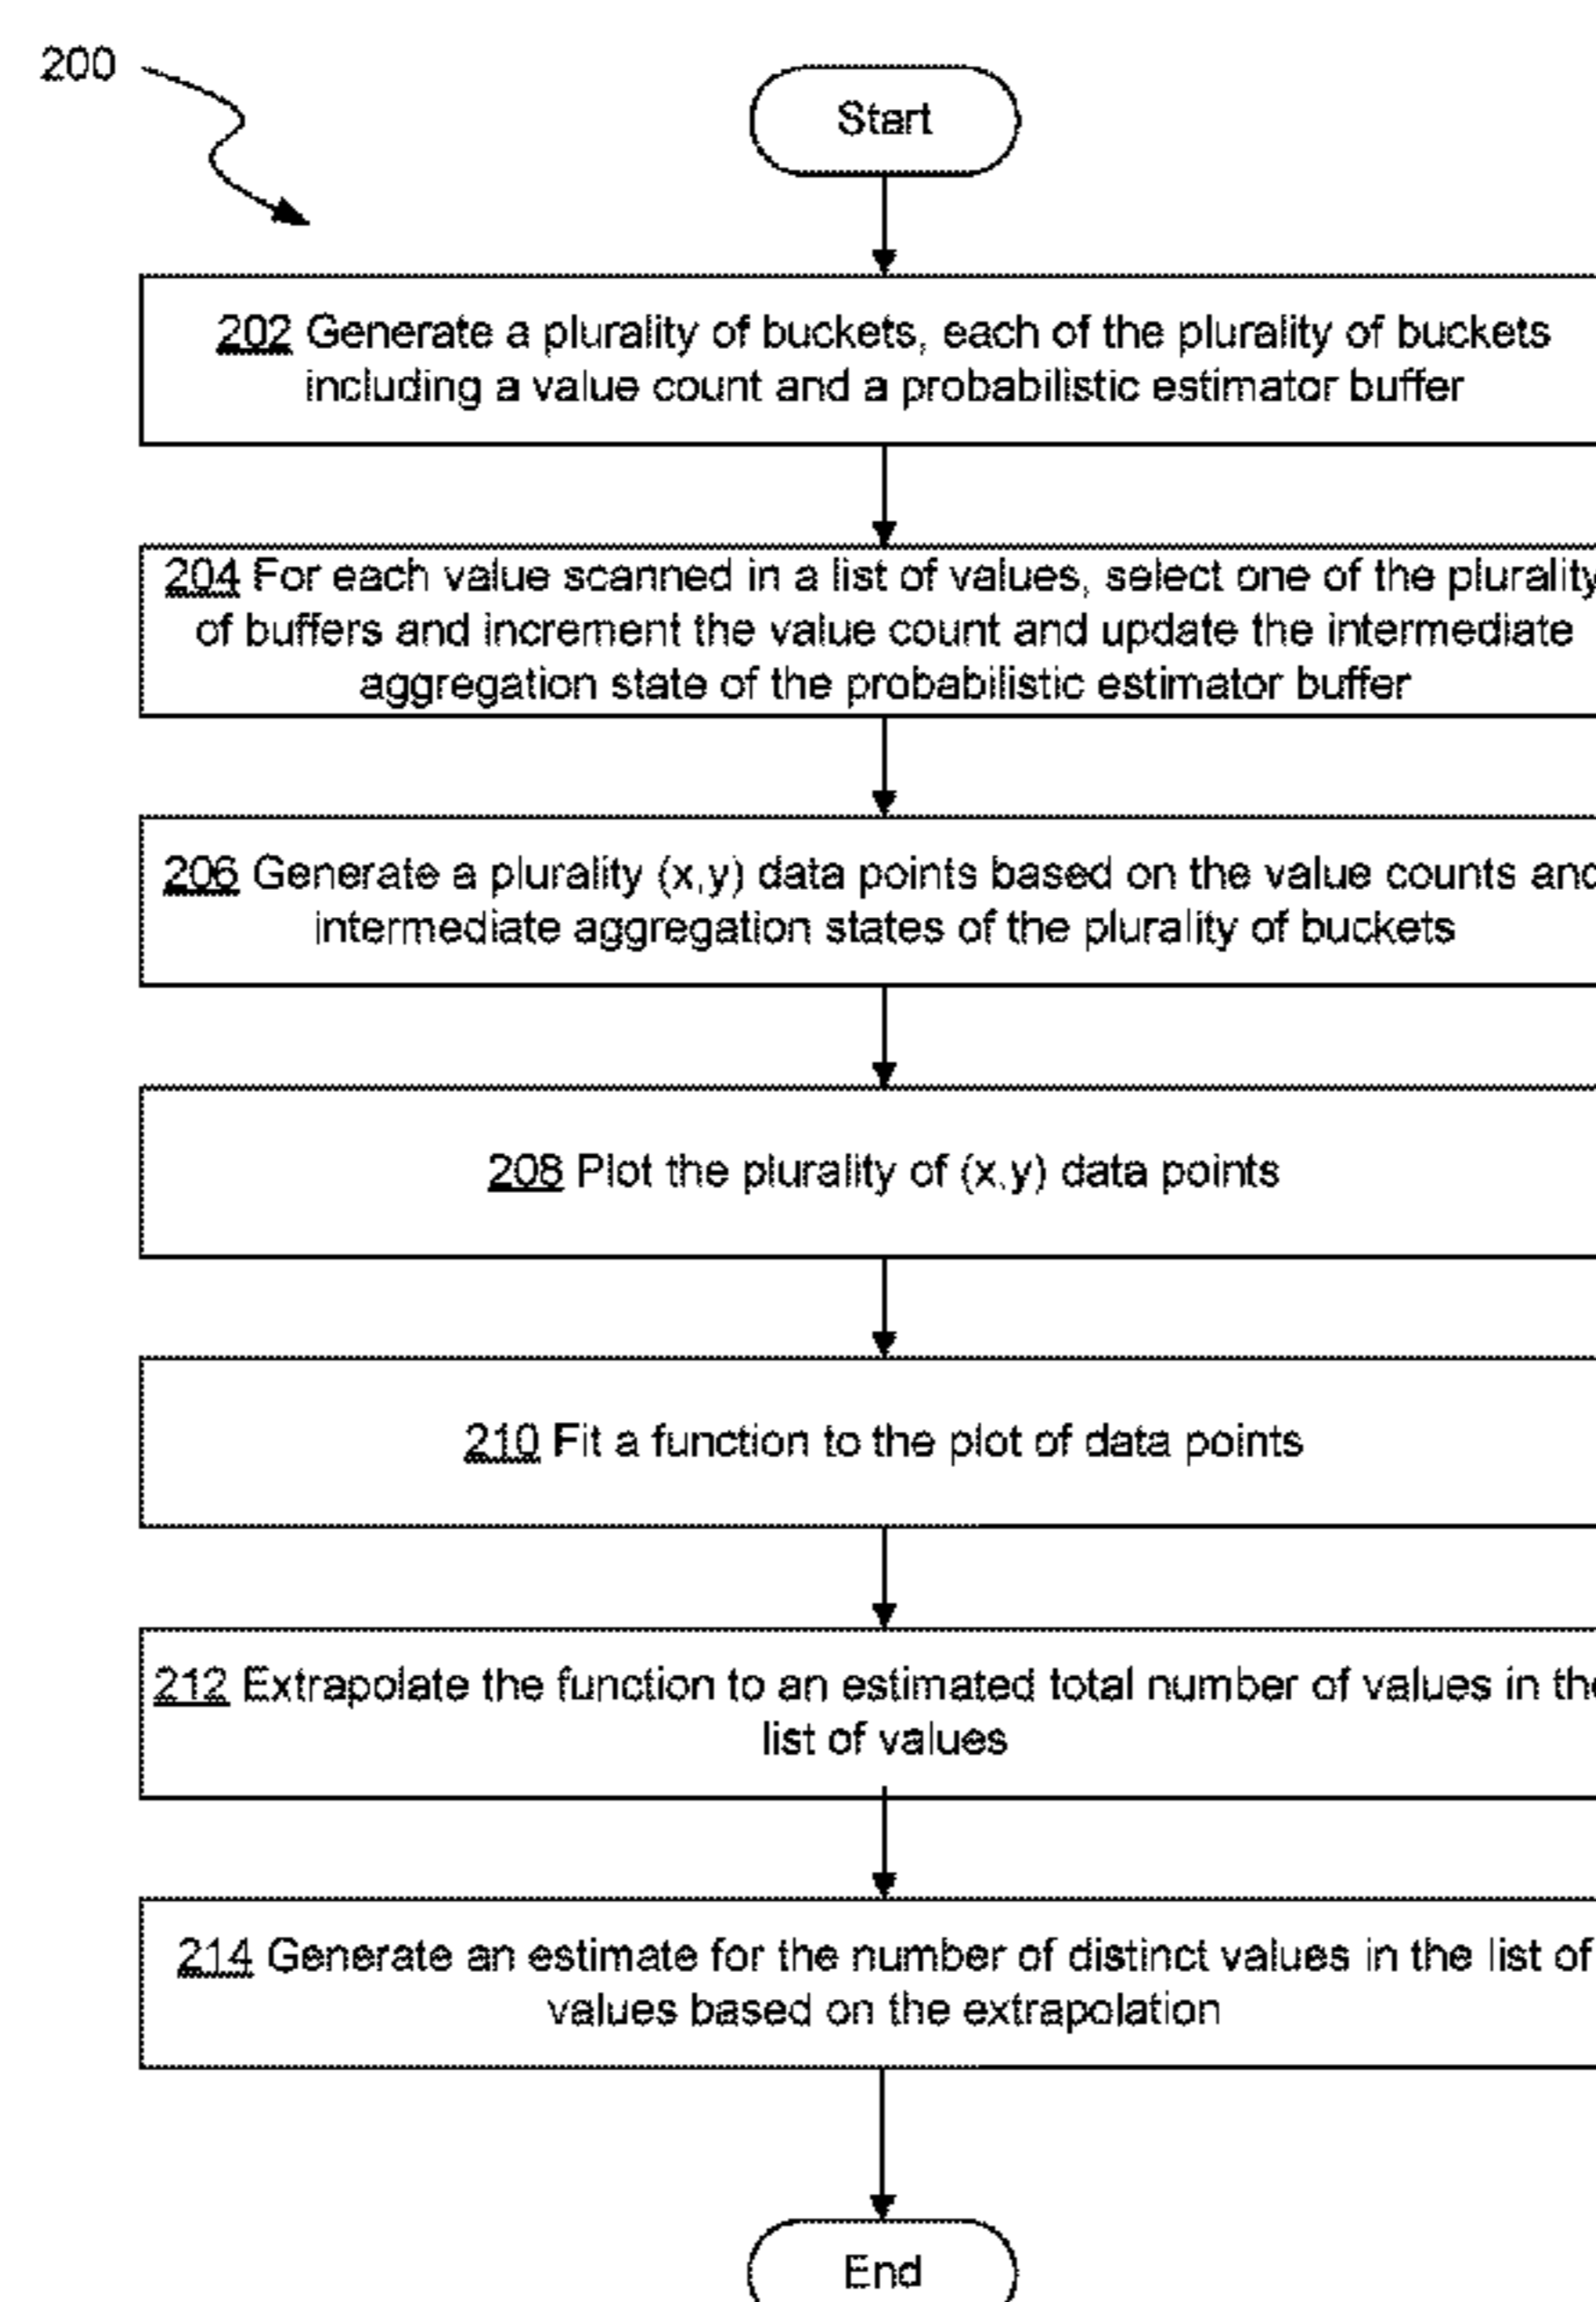 200
Start
202 Generate a plurality of buckets, each of the plurality of buckets
including a value count and a probabilistic estimator buffer
204 For each value scanned in a list of values, select one of the plurality
of buffers and increment the value count and update the intermediate
aggregation state of the probabilistic estimator buffer
206 Generate a plurality (x,y) data points based on the value counts and
intermediate aggregation states of the plurality of buckets
208 Plot the plurality of (x,y) data points
210 Fit a function to the plot of data points
212 Extrapolate the function to an estimated total number of values in the
list of values
214 Generate an estimate for the number of distinct values in the list of
values based on the extrapolation
End